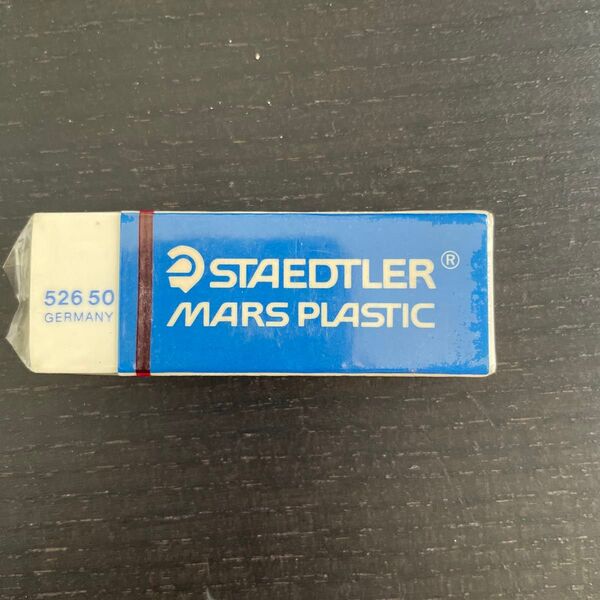 STAEDTLER®
MARS PLASTIC
526 50
GERMANY